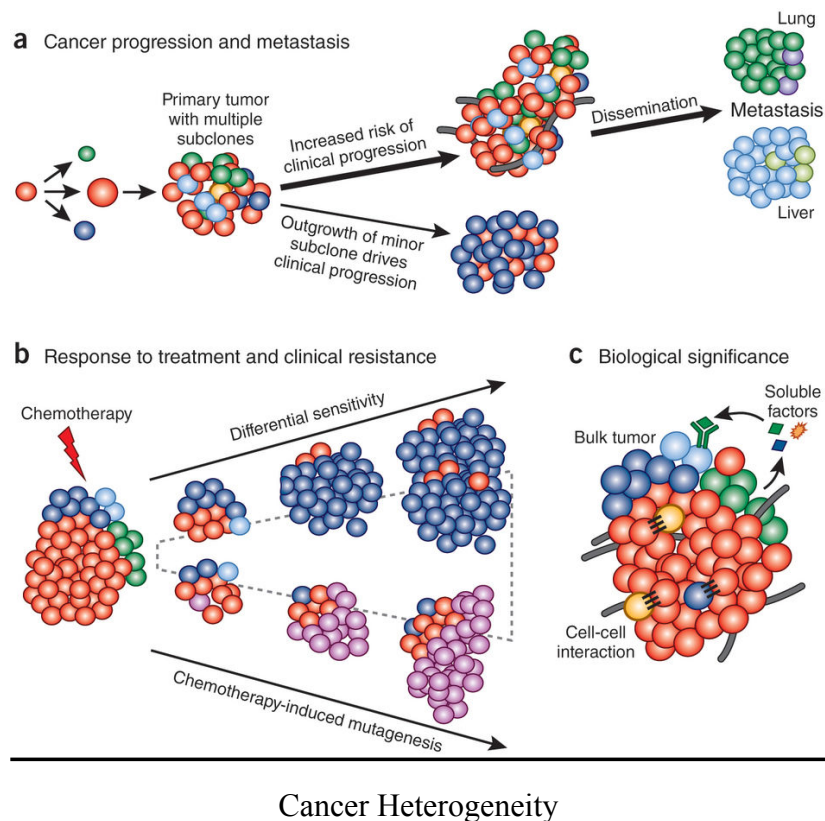 a Cancer progression and metastasis
Primary tumor
with multiple
subclones
Increased risk of
clinical progression
Outgrowth of minor
subclone drives
clinical progression
Dissemination
Lung
Metastasis
Liver
b Response to treatment and clinical resistance
Chemotherapy
Differential sensitivity
Chemotherapy-induced mutagenesis
c Biological significance
Soluble
factors
Bulk tumor
Cell-cell
interaction
Cancer Heterogeneity